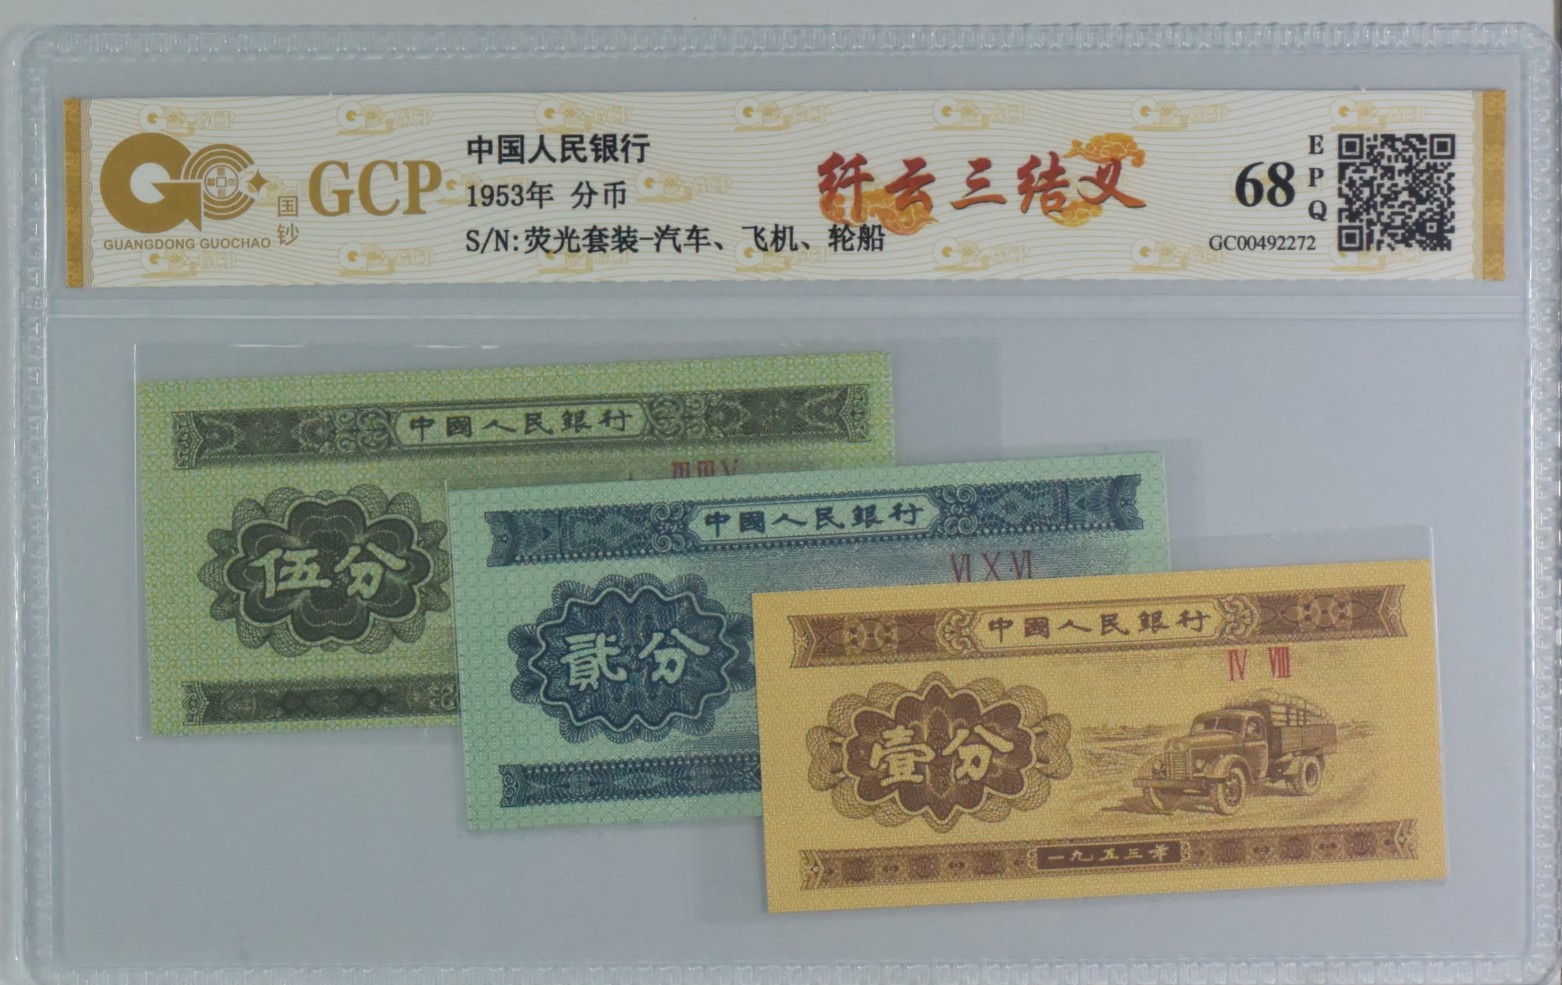 GUANGDONG GUOCHAO
国钞
GCP
中国人民银行
1953年 分币
S/N:荧光套装-汽车、飞机、轮船
纤云三结义
68
EPQ
GC00492272
中國人民銀行
伍分
中國人民銀行
VI X VI
貳分
中國人民銀行
IV VIII
壹分
一九五三年